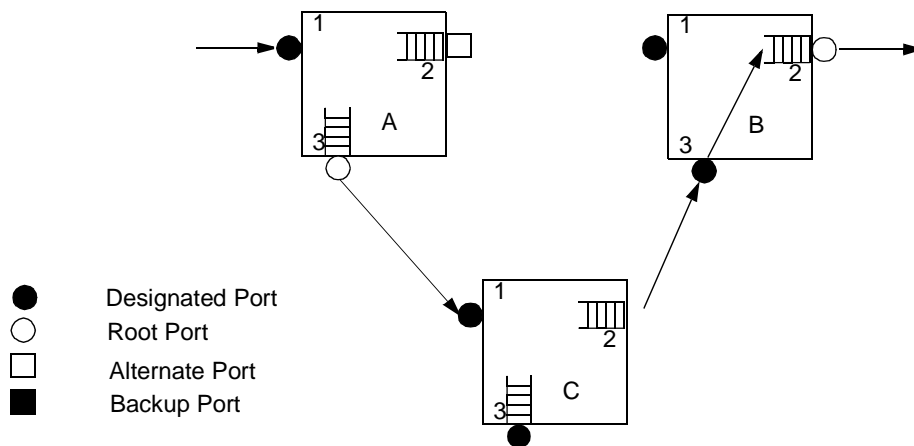 1
2
3
A
1
2
3
B
1
2
3
C
Designated Port
Root Port
Alternate Port
Backup Port